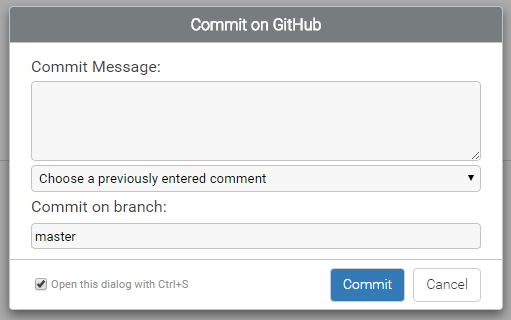 Commit on GitHub
Commit Message:
Choose a previously entered comment
Commit on branch:
master
Open this dialog with Ctrl+S
Commit
Cancel